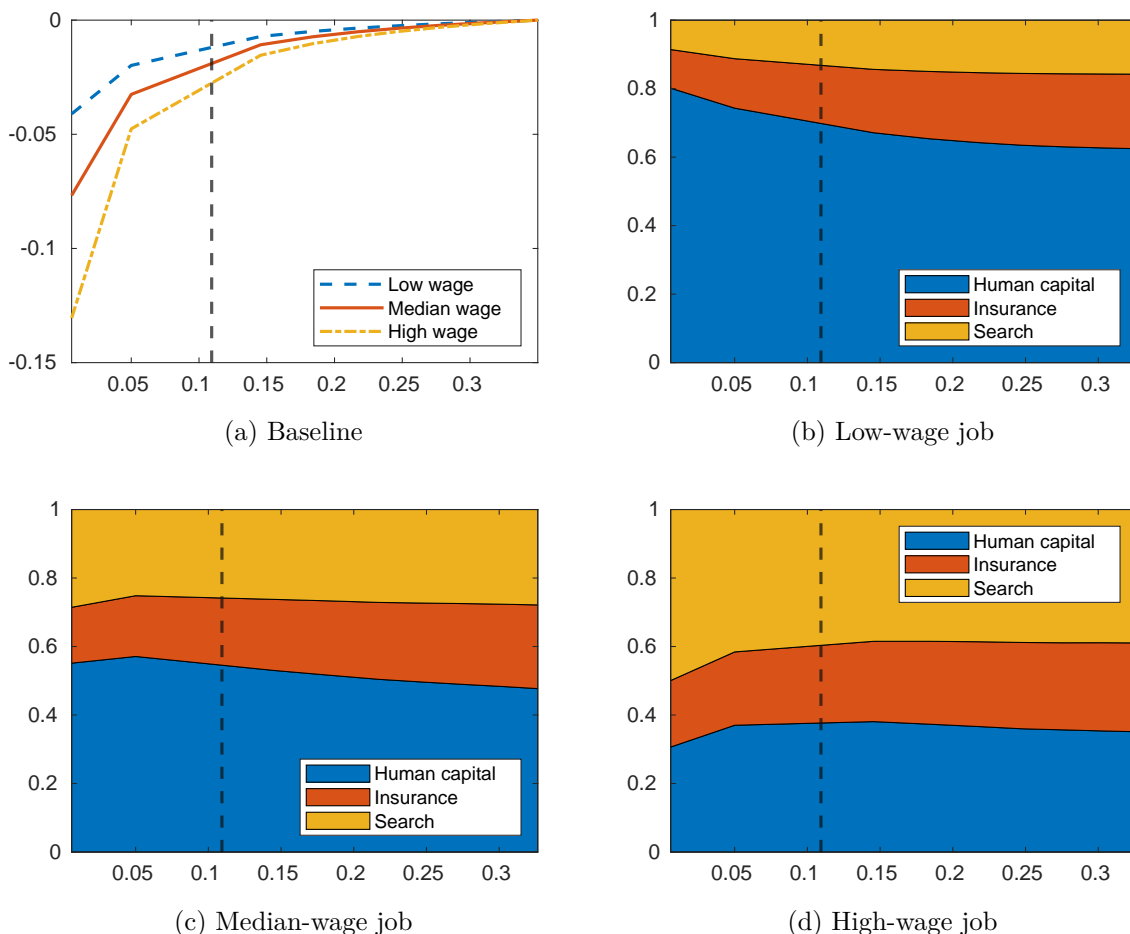 0
-0.05
-0.1
-0.15
0.05 0.1 0.15 0.2 0.25 0.3
Low wage
Median wage
High wage
(a) Baseline
1
0.8
0.6
0.4
0.2
0
0.05 0.1 0.15 0.2 0.25 0.3
Human capital
Insurance
Search
(b) Low-wage job
1
0.8
0.6
0.4
0.2
0
0.05 0.1 0.15 0.2 0.25 0.3
Human capital
Insurance
Search
(c) Median-wage job
1
0.8
0.6
0.4
0.2
0
0.05 0.1 0.15 0.2 0.25 0.3
Human capital
Insurance
Search
(d) High-wage job